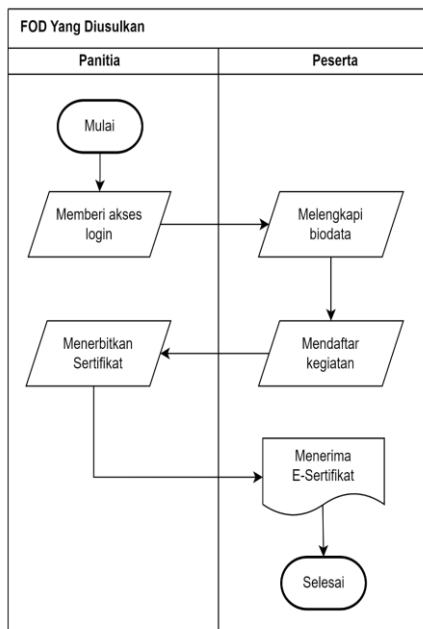 FOD Yang Diusulkan
Panitia
Peserta
Mulai
Memberi akses
login
Melengkapi
biodata
Mendaftar
kegiatan
Menerbitkan
Sertifikat
Menerima
E-Sertifikat
Selesai